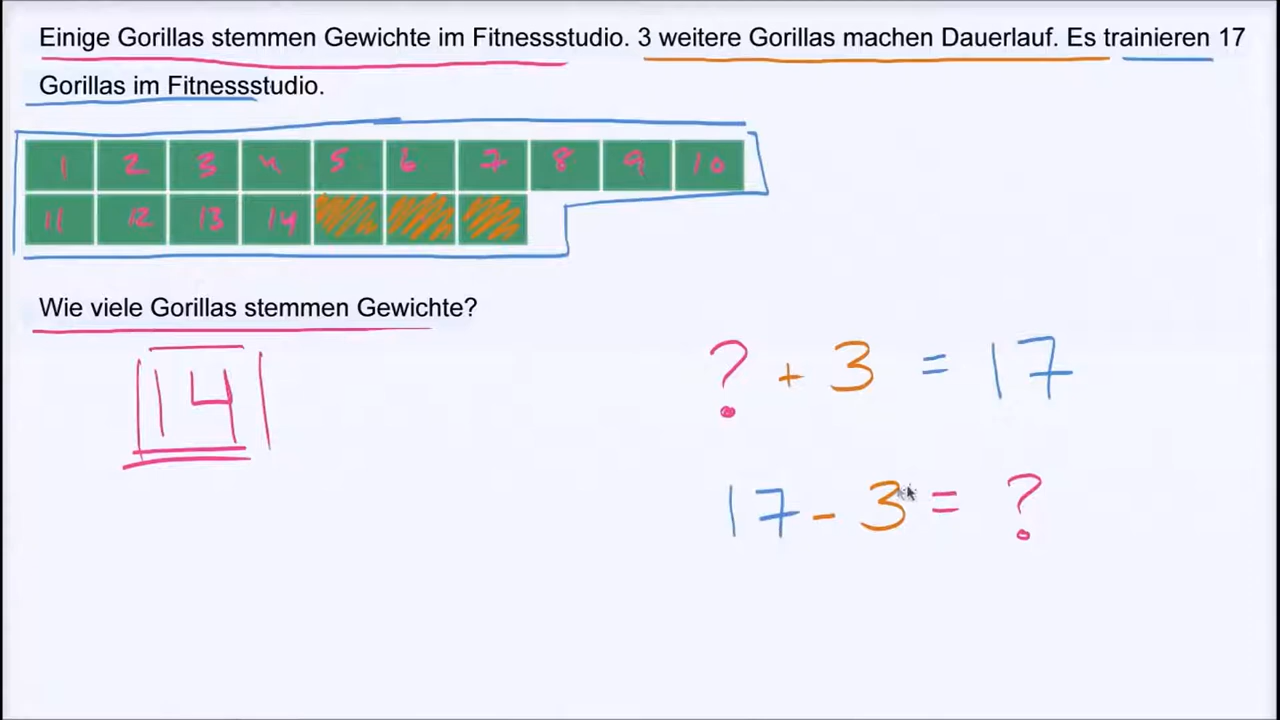 Einige Gorillas stemmen Gewichte im Fitnessstudio. 3 weitere Gorillas machen Dauerlauf. Es trainieren 17
Gorillas im Fitnessstudio.
1 2 3 4 5 6 7 8 9 10
11 12 13 14
Wie viele Gorillas stemmen Gewichte?
14
? + 3 = 17
17 - 3 = ?